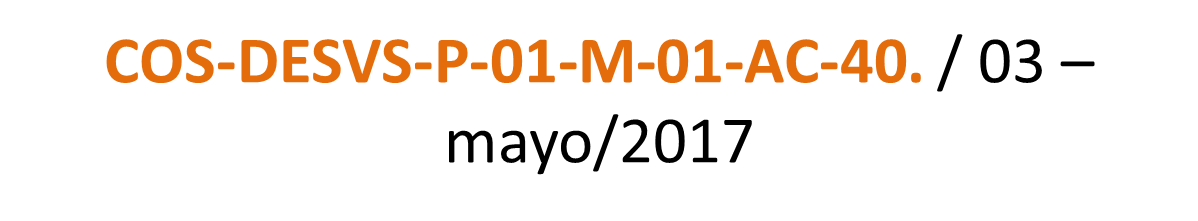 COS-DESVS-P-01-M-01-AC-40. / 03 –
mayo/2017